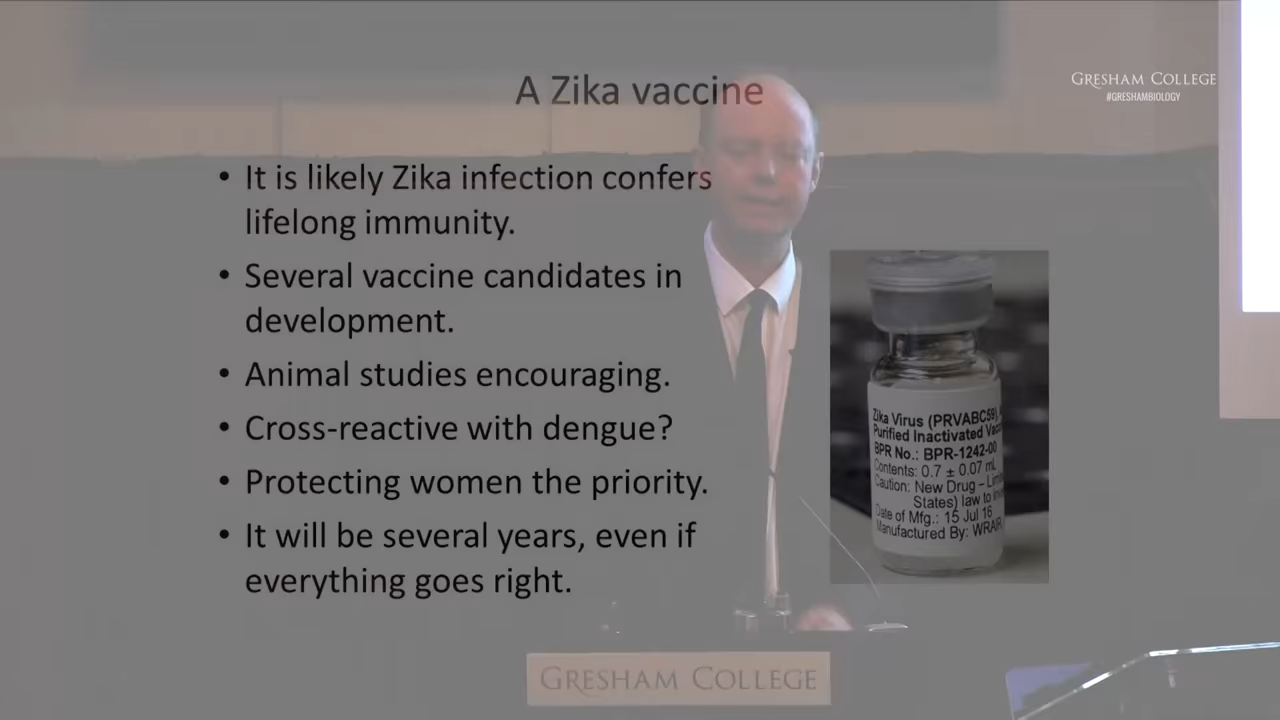 A Zika vaccine
GRESHAM COLLEGE
#GRESHAMBIOLOGY
• It is likely Zika infection confers
lifelong immunity.
• Several vaccine candidates in
development.
• Animal studies encouraging.
• Cross-reactive with dengue?
• Protecting women the priority.
• It will be several years, even if
everything goes right.
Zika Virus (PRVABC59),
Purified Inactivated
BPR No.: BPR-1242-00
Contents: 0.7 ± 0.07 mL
Caution: New Drug –
States) law to
Date of Mfg.: 15 Jul 16
Manufactured By: WRAIR
GRESHAM COLLEGE